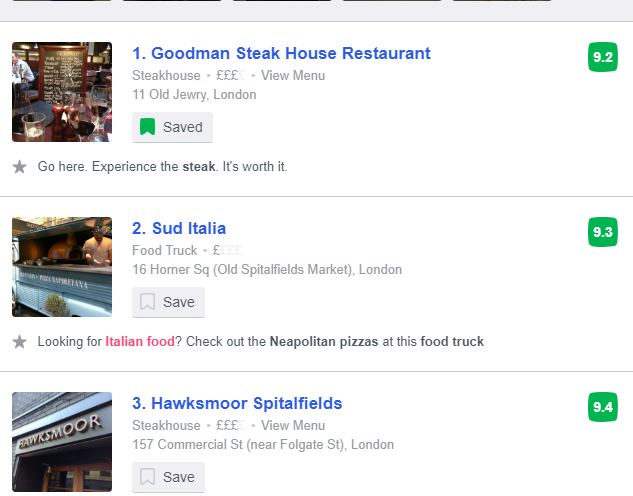 1. Goodman Steak House Restaurant
9.2
Steakhouse • ££££ • View Menu
11 Old Jewry, London
Saved
Go here. Experience the steak. It's worth it.
2. Sud Italia
9.3
Food Truck • ££££
16 Horner Sq (Old Spitalfields Market), London
Save
PIZZA NAPOLETANA
Looking for Italian food? Check out the Neapolitan pizzas at this food truck
3. Hawksmoor Spitalfields
9.4
Steakhouse • ££££ • View Menu
157 Commercial St (near Folgate St), London
Save
HAWKSMOOR